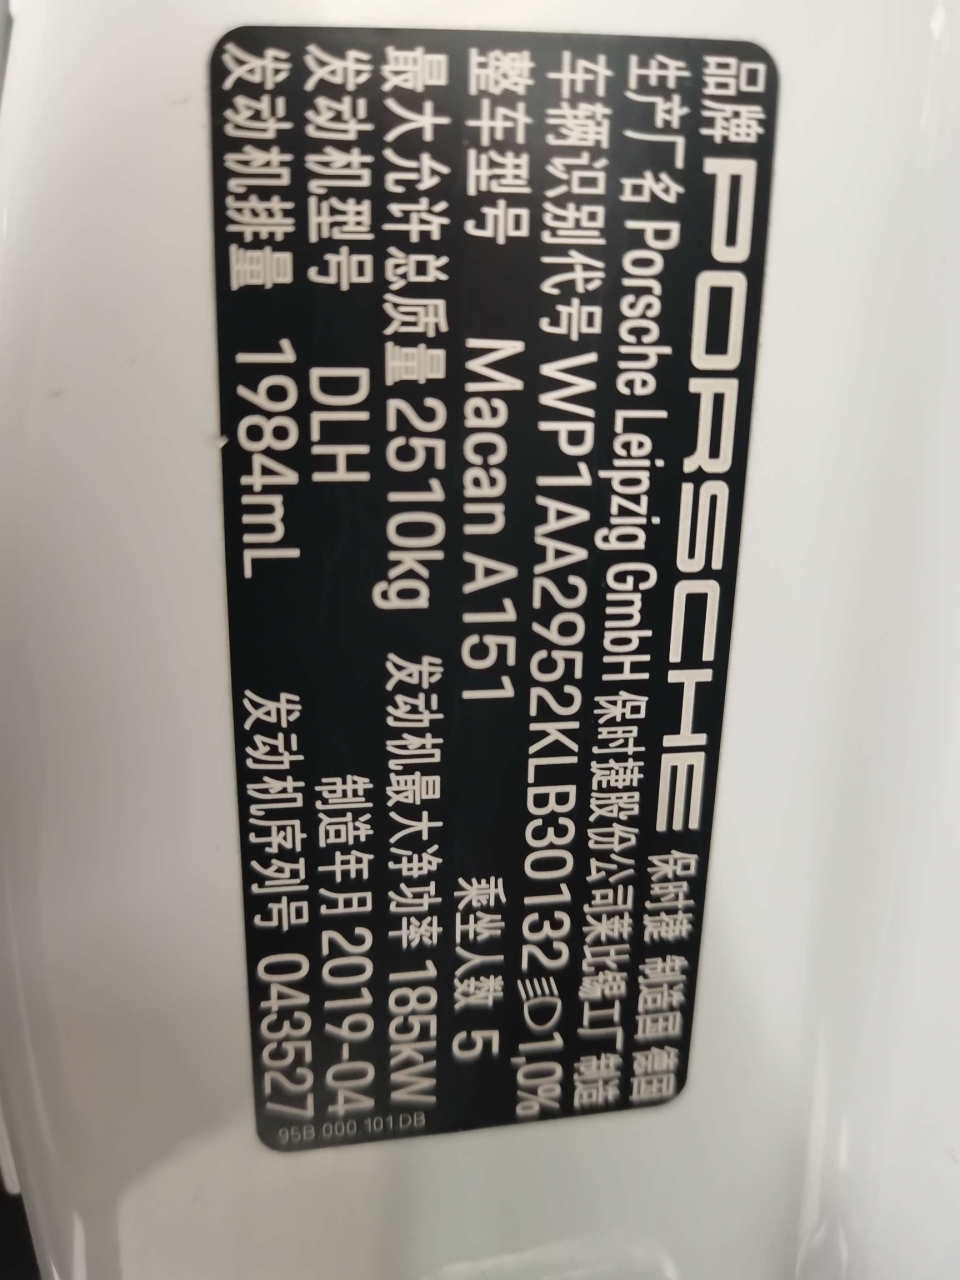 品牌 PORSCHE 保时捷 制造国 德国
生产厂名 Porsche Leipzig GmbH 保时捷股份公司莱比锡工厂制造
车辆识别代号 WP1AA2952KLB30132 1,0%
整车型号 Macan A151 乘坐人数 5
最大允许总质量 2510kg 发动机最大净功率 185kW
发动机型号 DLH 制造年月 2019-04
发动机排量 1984mL 发动机序列号 043527
95B.000.101.DB